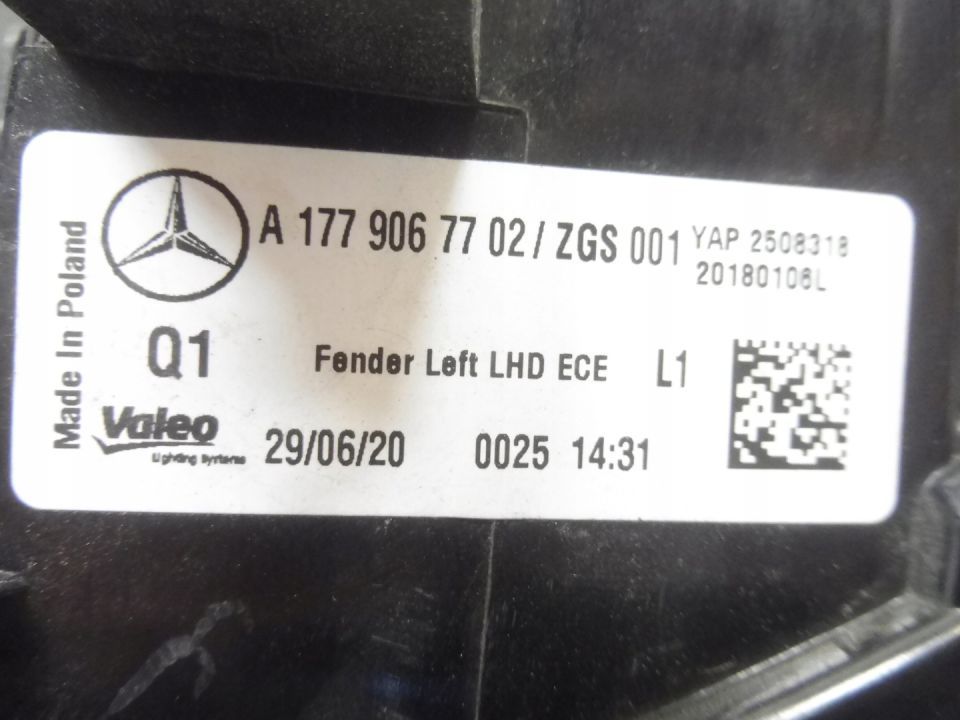 Made In Poland
A 177 906 77 02 / ZGS 001
YAP 2508318
20180106L
Q1
Fender Left LHD ECE
L1
Valeo
Lighting Systems
29/06/20
0025 14:31